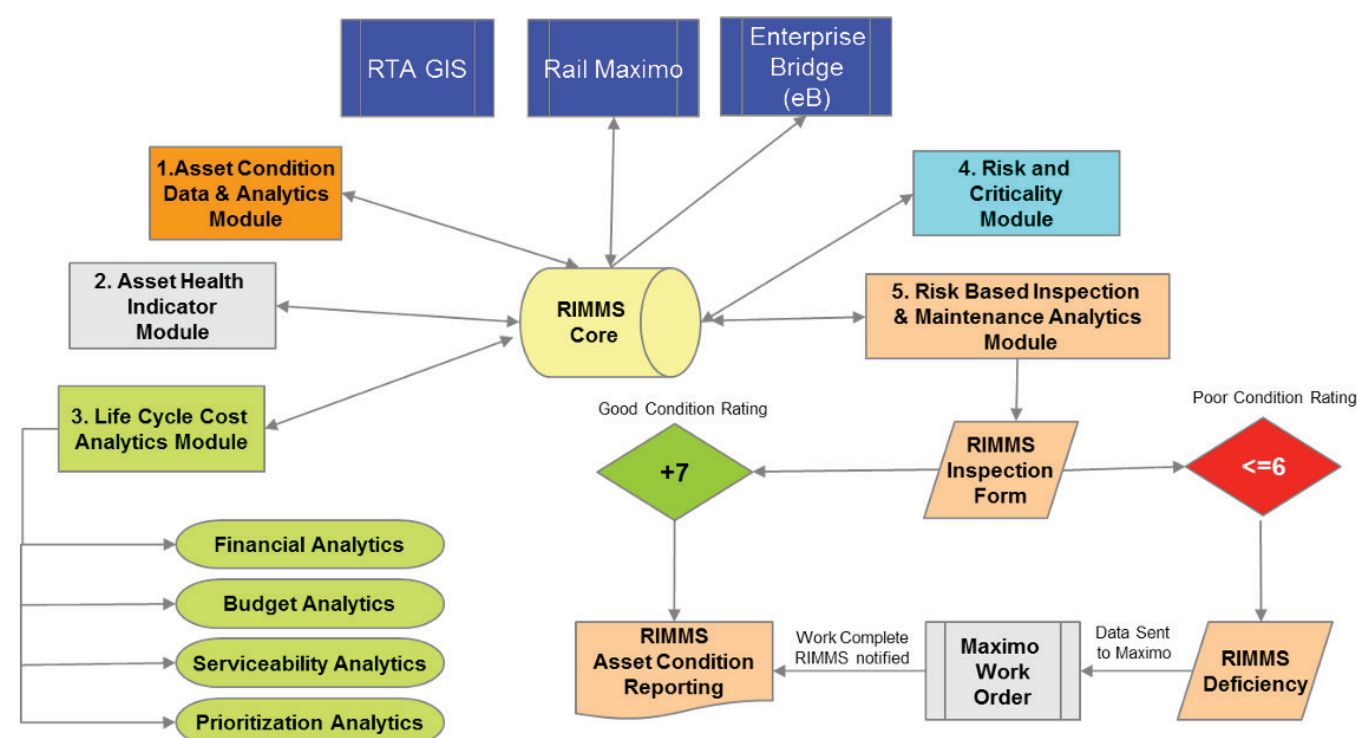 RTA GIS
Rail Maximo
Enterprise
Bridge
(eB)
1.Asset Condition
Data & Analytics
Module
4. Risk and
Criticality
Module
2. Asset Health
Indicator
Module
RIMMS
Core
5. Risk Based Inspection
& Maintenance Analytics
Module
3. Life Cycle Cost
Analytics Module
Good Condition Rating
Poor Condition Rating
+7
RIMMS
Inspection
Form
<=6
Financial Analytics
Budget Analytics
Serviceability Analytics
Prioritization Analytics
RIMMS
Asset Condition
Reporting
Work Complete
RIMMS notified
Maximo
Work
Order
Data Sent
to Maximo
RIMMS
Deficiency